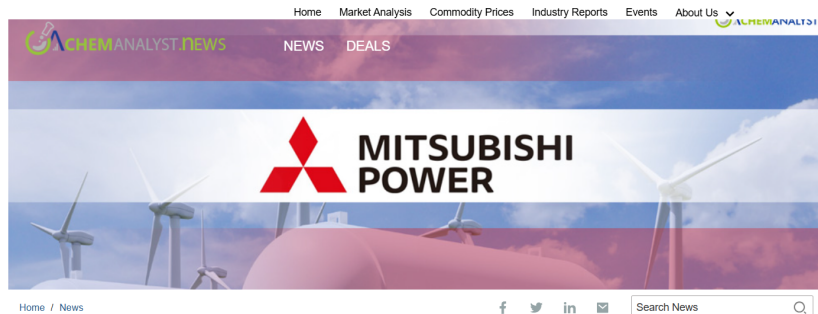 Home Market Analysis Commodity Prices Industry Reports Events About Us
CHEMANALYST
CHEMANALYST.NEWS NEWS DEALS
MITSUBISHI
POWER
Home / News Search News